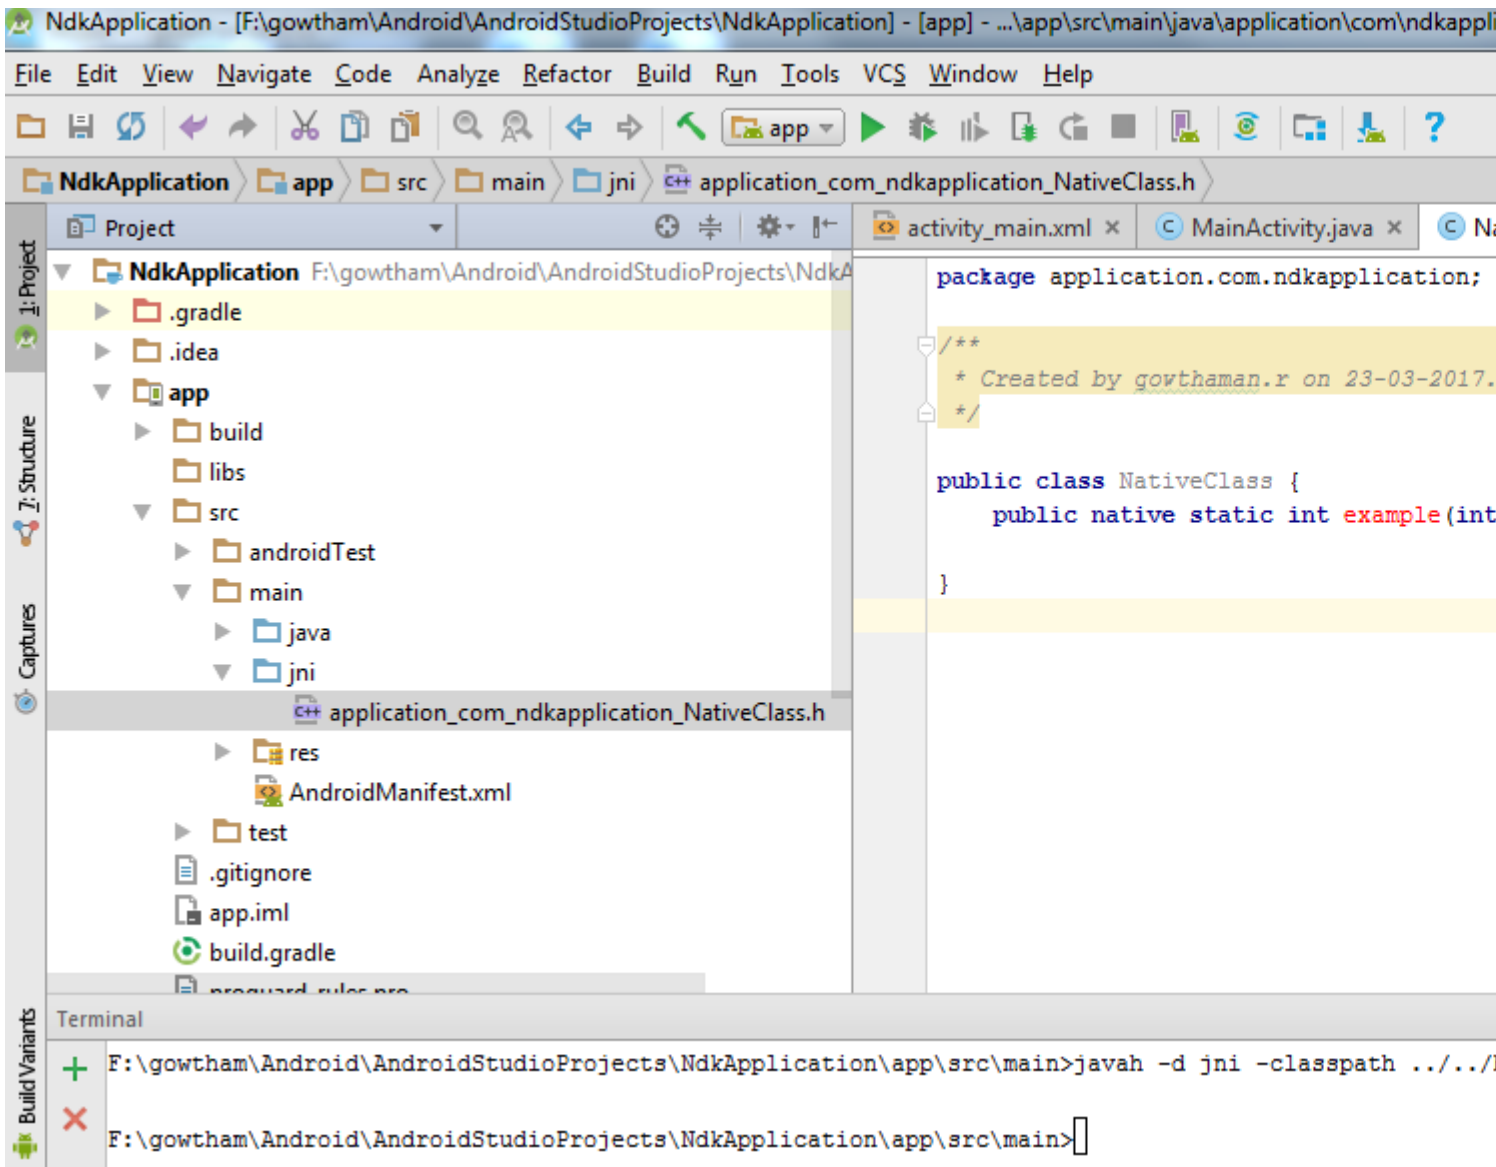 NdkApplication - [F:\gowtham\Android\AndroidStudioProjects\NdkApplication] - [app] - ...\app\src\main\java\application\com\ndkappli
File Edit View Navigate Code Analyze Refactor Build Run Tools VCS Window Help
app
NdkApplication app src main jni application_com_ndkapplication_NativeClass.h
Project
activity_main.xml MainActivity.java Na
1: Project
7: Structure
Captures
Build Variants
NdkApplication F:\gowtham\Android\AndroidStudioProjects\NdkA
.gradle
.idea
app
build
libs
src
androidTest
main
java
jni
application_com_ndkapplication_NativeClass.h
res
AndroidManifest.xml
test
.gitignore
app.iml
build.gradle
proguard-rules.pro
package application.com.ndkapplication;
/**
* Created by gowthaman.r on 23-03-2017.
*/
public class NativeClass {
public native static int example(int
}
Terminal
F:\gowtham\Android\AndroidStudioProjects\NdkApplication\app\src\main>javah -d jni -classpath ../../
F:\gowtham\Android\AndroidStudioProjects\NdkApplication\app\src\main>